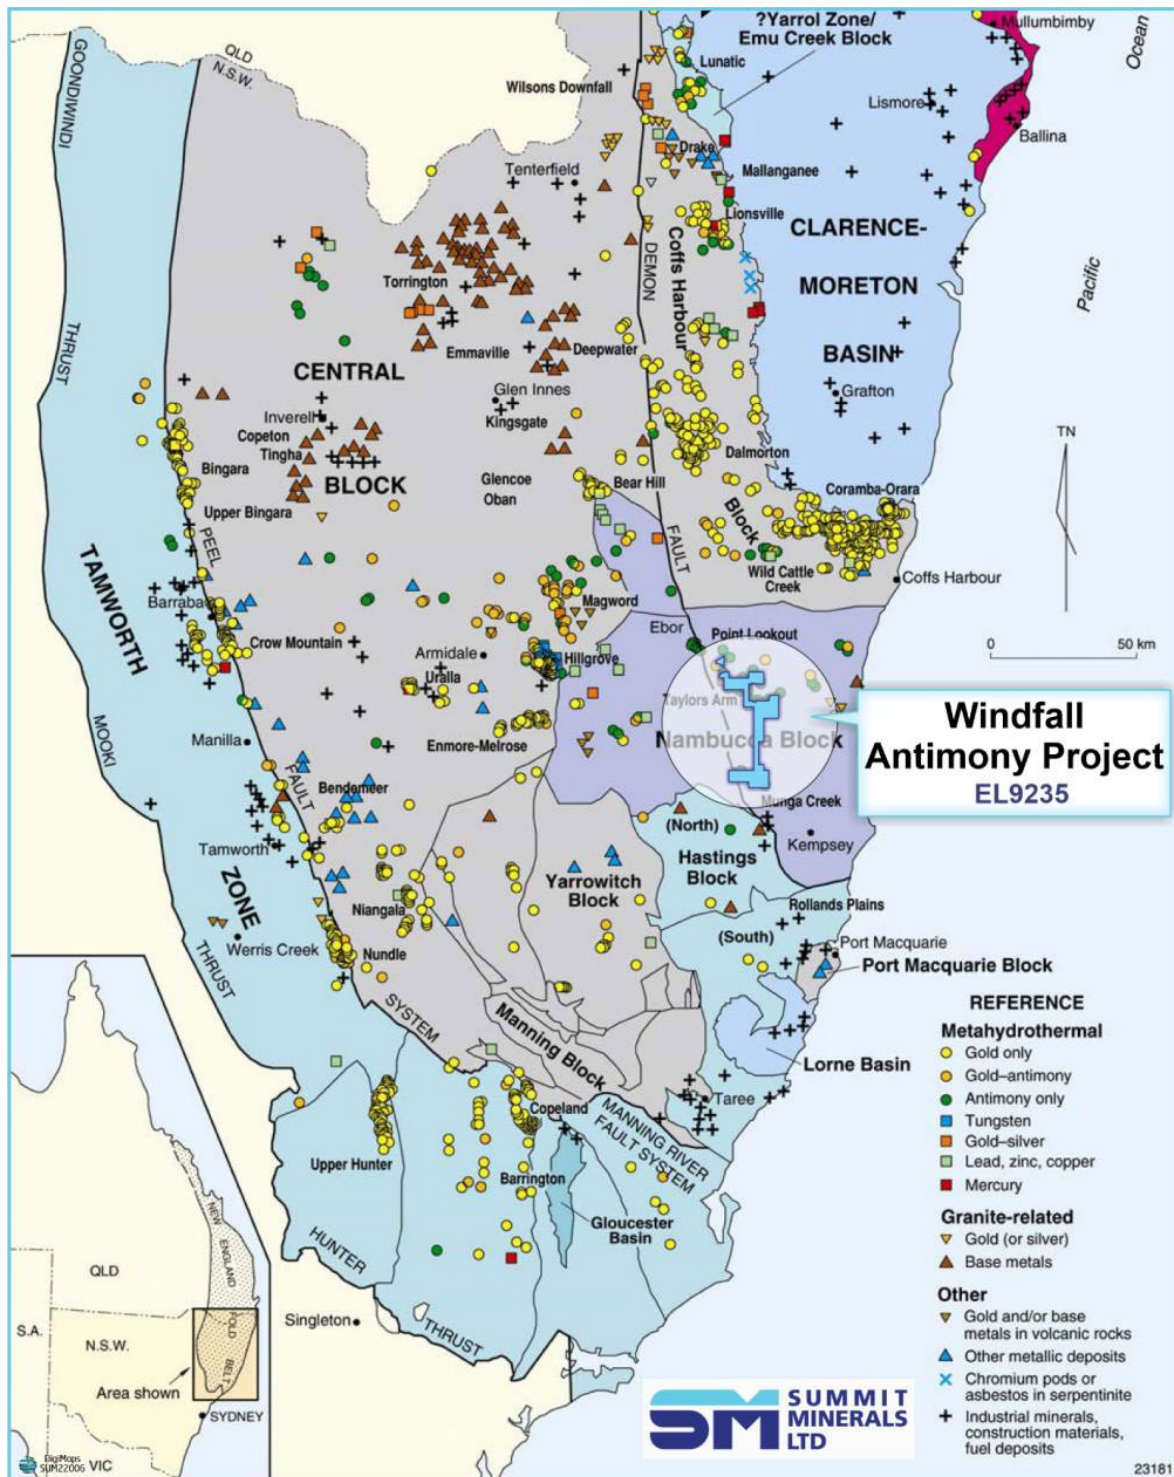 ?Yarrol Zone/
Emu Creek Block
Mullumbimby
Ocean
GOONDIWINDI
QLD
N.S.W.
Wilsons Downfall
Lunatic
Lismore
Ballina
Drake
Tenterfield
Mallanganee
Lionsville
CLARENCE-
MORETON
BASIN
Pacific
Torrington
DEMON
Coffs Harbour
THRUST
Emmaville
Deepwater
CENTRAL
Glen Innes
Kingsgate
Grafton
TN
Inverell
Copeton
Tingha
Dalmorton
Bingara
BLOCK
Glencoe
Oban
Bear Hill
Coramba-Orara
Upper Bingara
PEEL
Block
FAULT
TAMWORTH
Wild Cattle
Creek
Coffs Harbour
Barraba
Magword
Ebor
Point Lookout
0
50 km
Crow Mountain
Armidale
Uralla
Hillgrove
Taylors Arm
MOOKI
Manilla
Enmore-Melrose
Nambucca Block
Windfall
Antimony Project
EL9235
FAULT
Bendemeer
Munga Creek
(North)
Kempsey
Tamworth
Hastings
Block
ZONE
Yarrowitch
Block
Niangala
Rollands Plains
(South)
Port Macquarie
Werris Creek
Nundle
Port Macquarie Block
THRUST
SYSTEM
Manning Block
Lorne Basin
Taree
Copeland
MANNING RIVER
FAULT SYSTEM
Upper Hunter
Barrington
Gloucester
Basin
HUNTER
THRUST
Singleton
REFERENCE
Metahydrothermal
Gold only
Gold–antimony
Antimony only
Tungsten
Gold–silver
Lead, zinc, copper
Mercury
Granite-related
Gold (or silver)
Base metals
Other
Gold and/or base
metals in volcanic rocks
Other metallic deposits
Chromium pods or
asbestos in serpentinite
Industrial minerals,
construction materials,
fuel deposits
QLD
NEW
ENGLAND
FOLD
BELT
S.A.
N.S.W.
Area shown
SYDNEY
VIC
DigiMaps
SUM22006
SM SUMMIT
MINERALS
LTD
23181